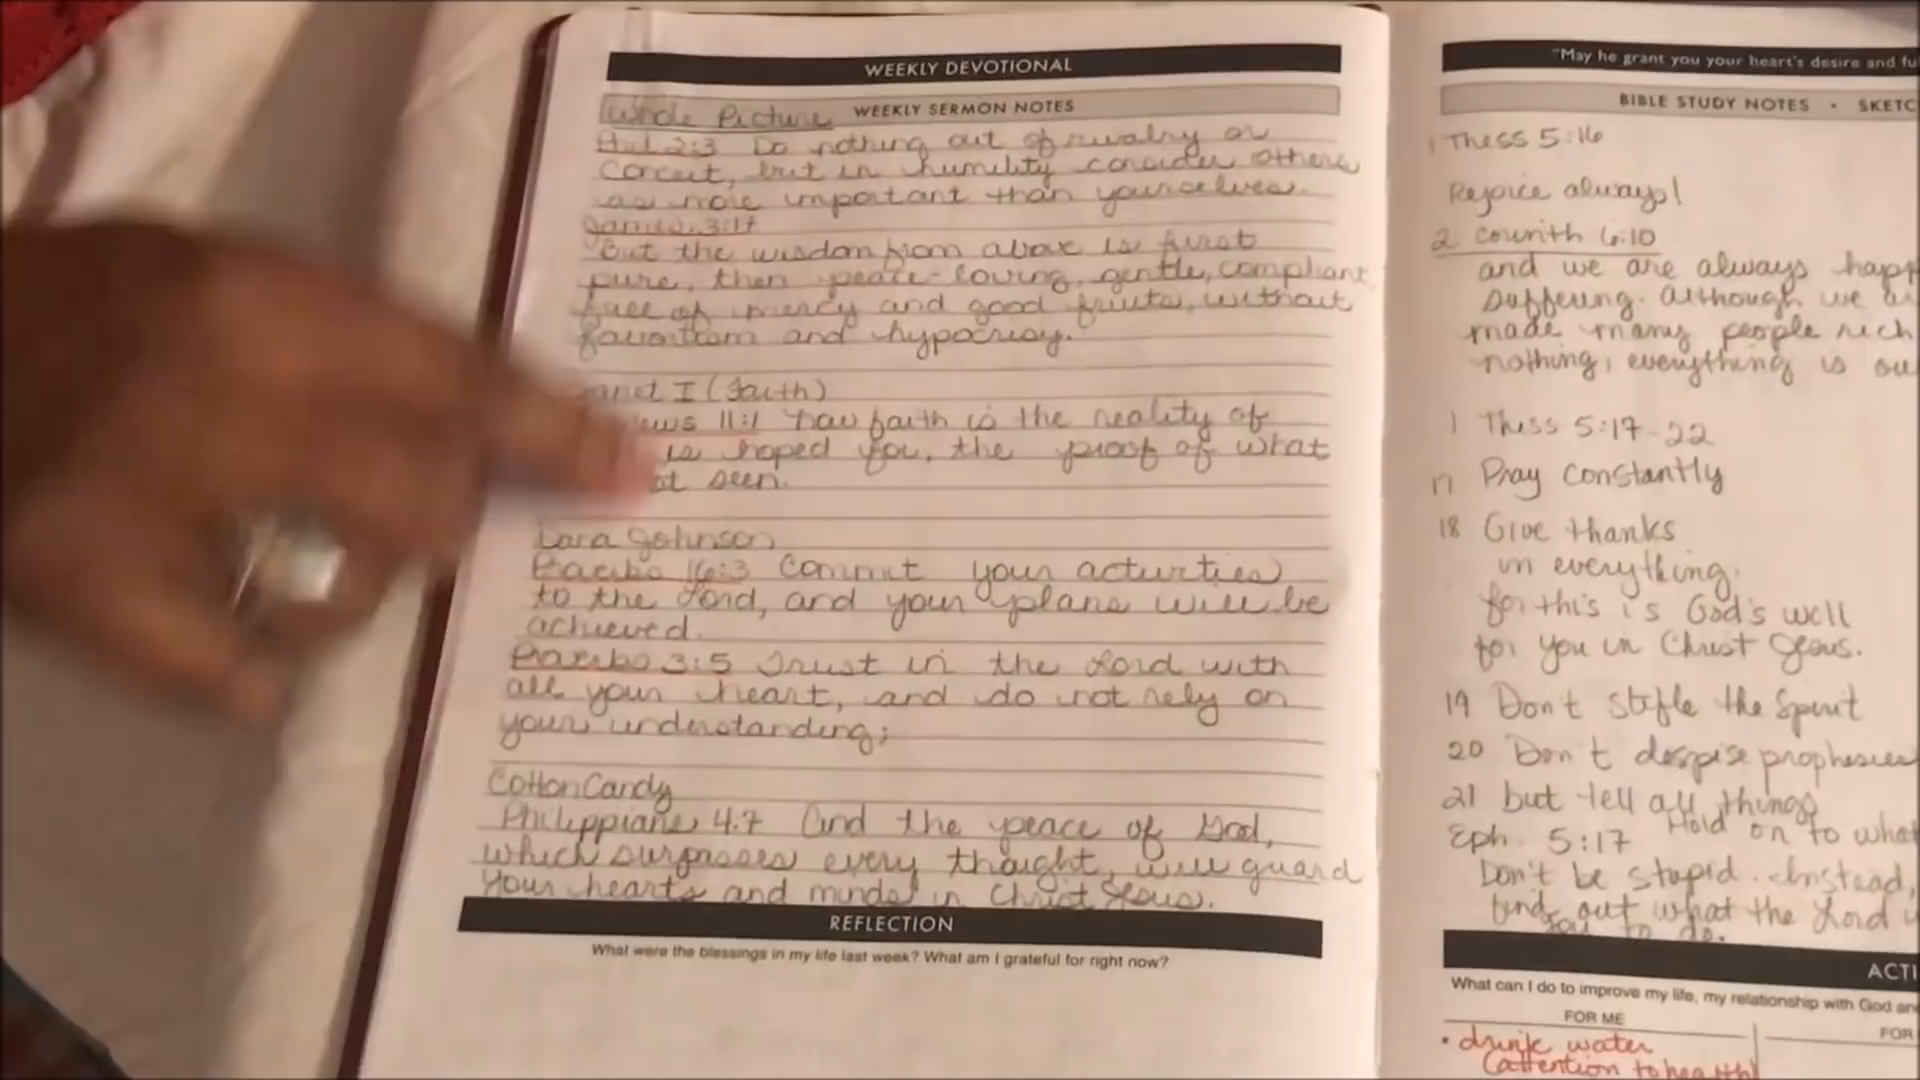 WEEKLY DEVOTIONAL
Whole Picture WEEKLY SERMON NOTES
Phil 2:3 Do nothing out of rivalry or
conceit, but in humility consider others
as more important than yourselves.
James 3:17
But the wisdom from above is first
pure, then peace-loving, gentle, compliant,
full of mercy and good fruits, without
favoritism and hypocrisy.
I (Faith)
11:1 Now faith is the reality of
is hoped for, the proof of what
seen.
Dara Johnson
Proverbs 16:3 Commit your activities
to the Lord, and your plans will be
achieved.
Proverbs 3:5 Trust in the Lord with
all your heart, and do not rely on
your understanding;
Cotton Candy
Philippians 4:7 And the peace of God,
which surpasses every thought, will guard
your hearts and minds in Christ Jesus.
REFLECTION
What were the blessings in my life last week? What am I grateful for right now?
"May he grant you your heart's desire and fu
BIBLE STUDY NOTES • SKETC
1 Thess 5:16
Rejoice always!
2 Courith 6:10
and we are always happ
suffering. Although we a
made many people rich
nothing, everything is ou
1 Thess 5:17-22
17 Pray constantly
18 Give thanks
in everything,
for this is God's will
for you in Christ Jesus.
19 Don't stifle the Spirit
20 Don't despise prophesies
21 but tell all things
Hold on to what
Eph 5:17
Don't be stupid. Instead,
find out what the Lord
you to do.
ACTI
What can I do to improve my life, my relationship with God an
FOR ME
FOR
• drink water
(attention to health)